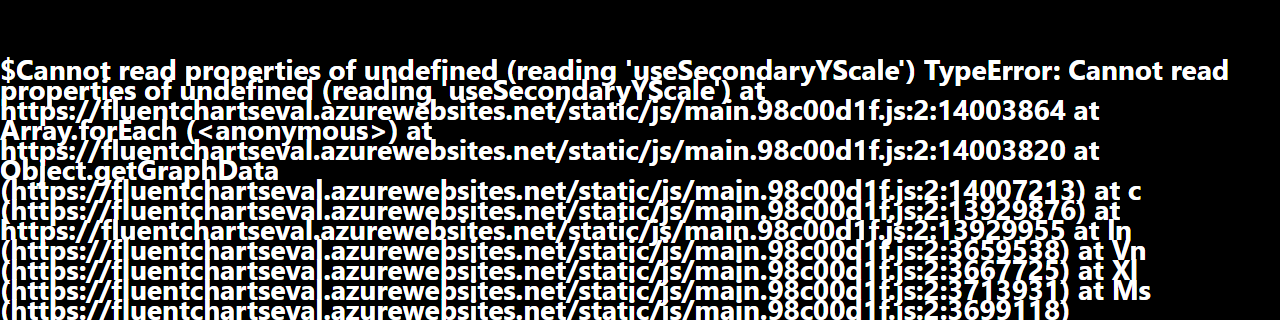 $Cannot read properties of undefined (reading 'useSecondaryYScale') TypeError: Cannot read
properties of undefined (reading 'useSecondaryYScale') at
https://fluentchartseval.azurewebsites.net/static/js/main.98c00d1f.js:2:14003864 at
Array.forEach (<anonymous>) at
https://fluentchartseval.azurewebsites.net/static/js/main.98c00d1f.js:2:14003820 at
Object.getGraphData
(https://fluentchartseval.azurewebsites.net/static/js/main.98c00d1f.js:2:14007213) at c
(https://fluentchartseval.azurewebsites.net/static/js/main.98c00d1f.js:2:13929876) at
https://fluentchartseval.azurewebsites.net/static/js/main.98c00d1f.js:2:13929955 at ln
(https://fluentchartseval.azurewebsites.net/static/js/main.98c00d1f.js:2:3659538) at Vn
(https://fluentchartseval.azurewebsites.net/static/js/main.98c00d1f.js:2:3667725) at Xl
(https://fluentchartseval.azurewebsites.net/static/js/main.98c00d1f.js:2:3713931) at Ms
(https://fluentchartseval.azurewebsites.net/static/js/main.98c00d1f.js:2:3699118)